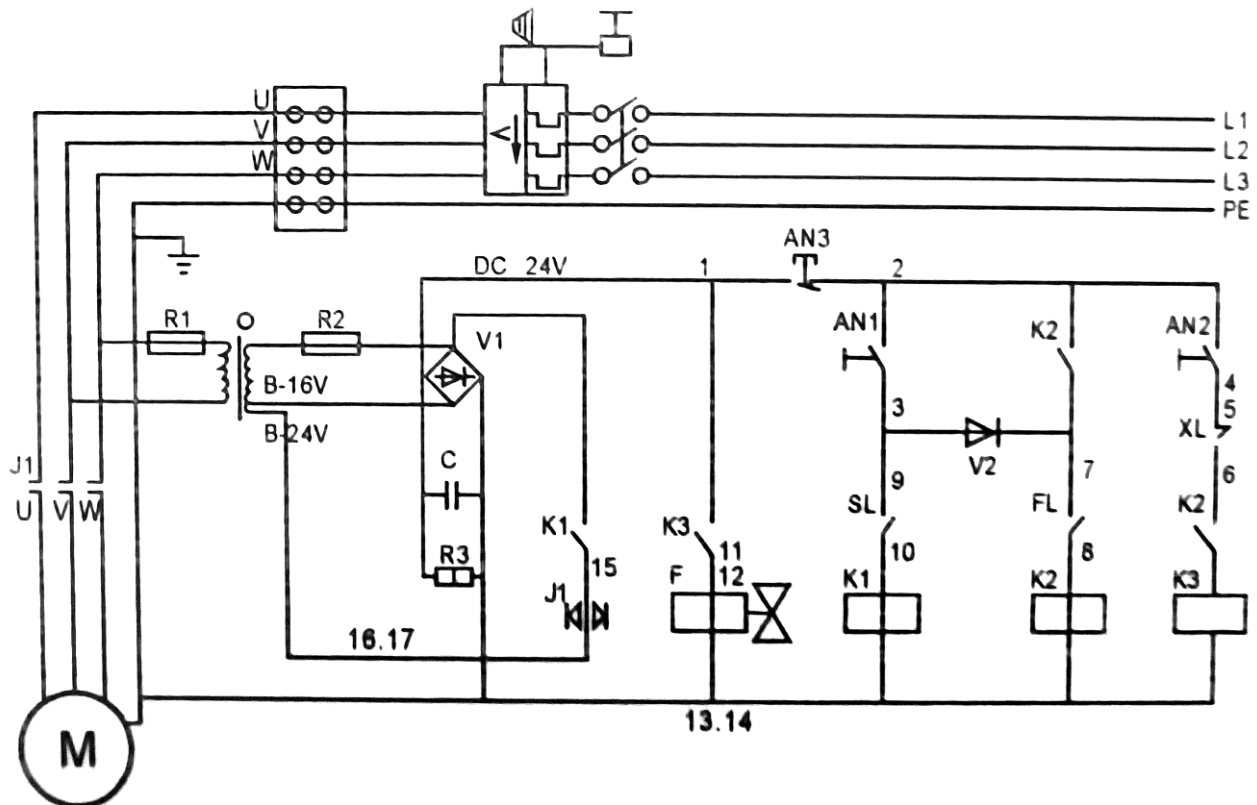 U
V
W
L1
L2
L3
PE
AN3
DC 24V
1
2
R1
R2
V1
AN1
K2
AN2
B-16V
B-24V
3
4
5
XL
V2
J1
C
9
7
6
U
V
W
SL
FL
K2
K1
K3
R3
15
11
10
8
F
12
K1
K2
K3
J1
16.17
13.14
M